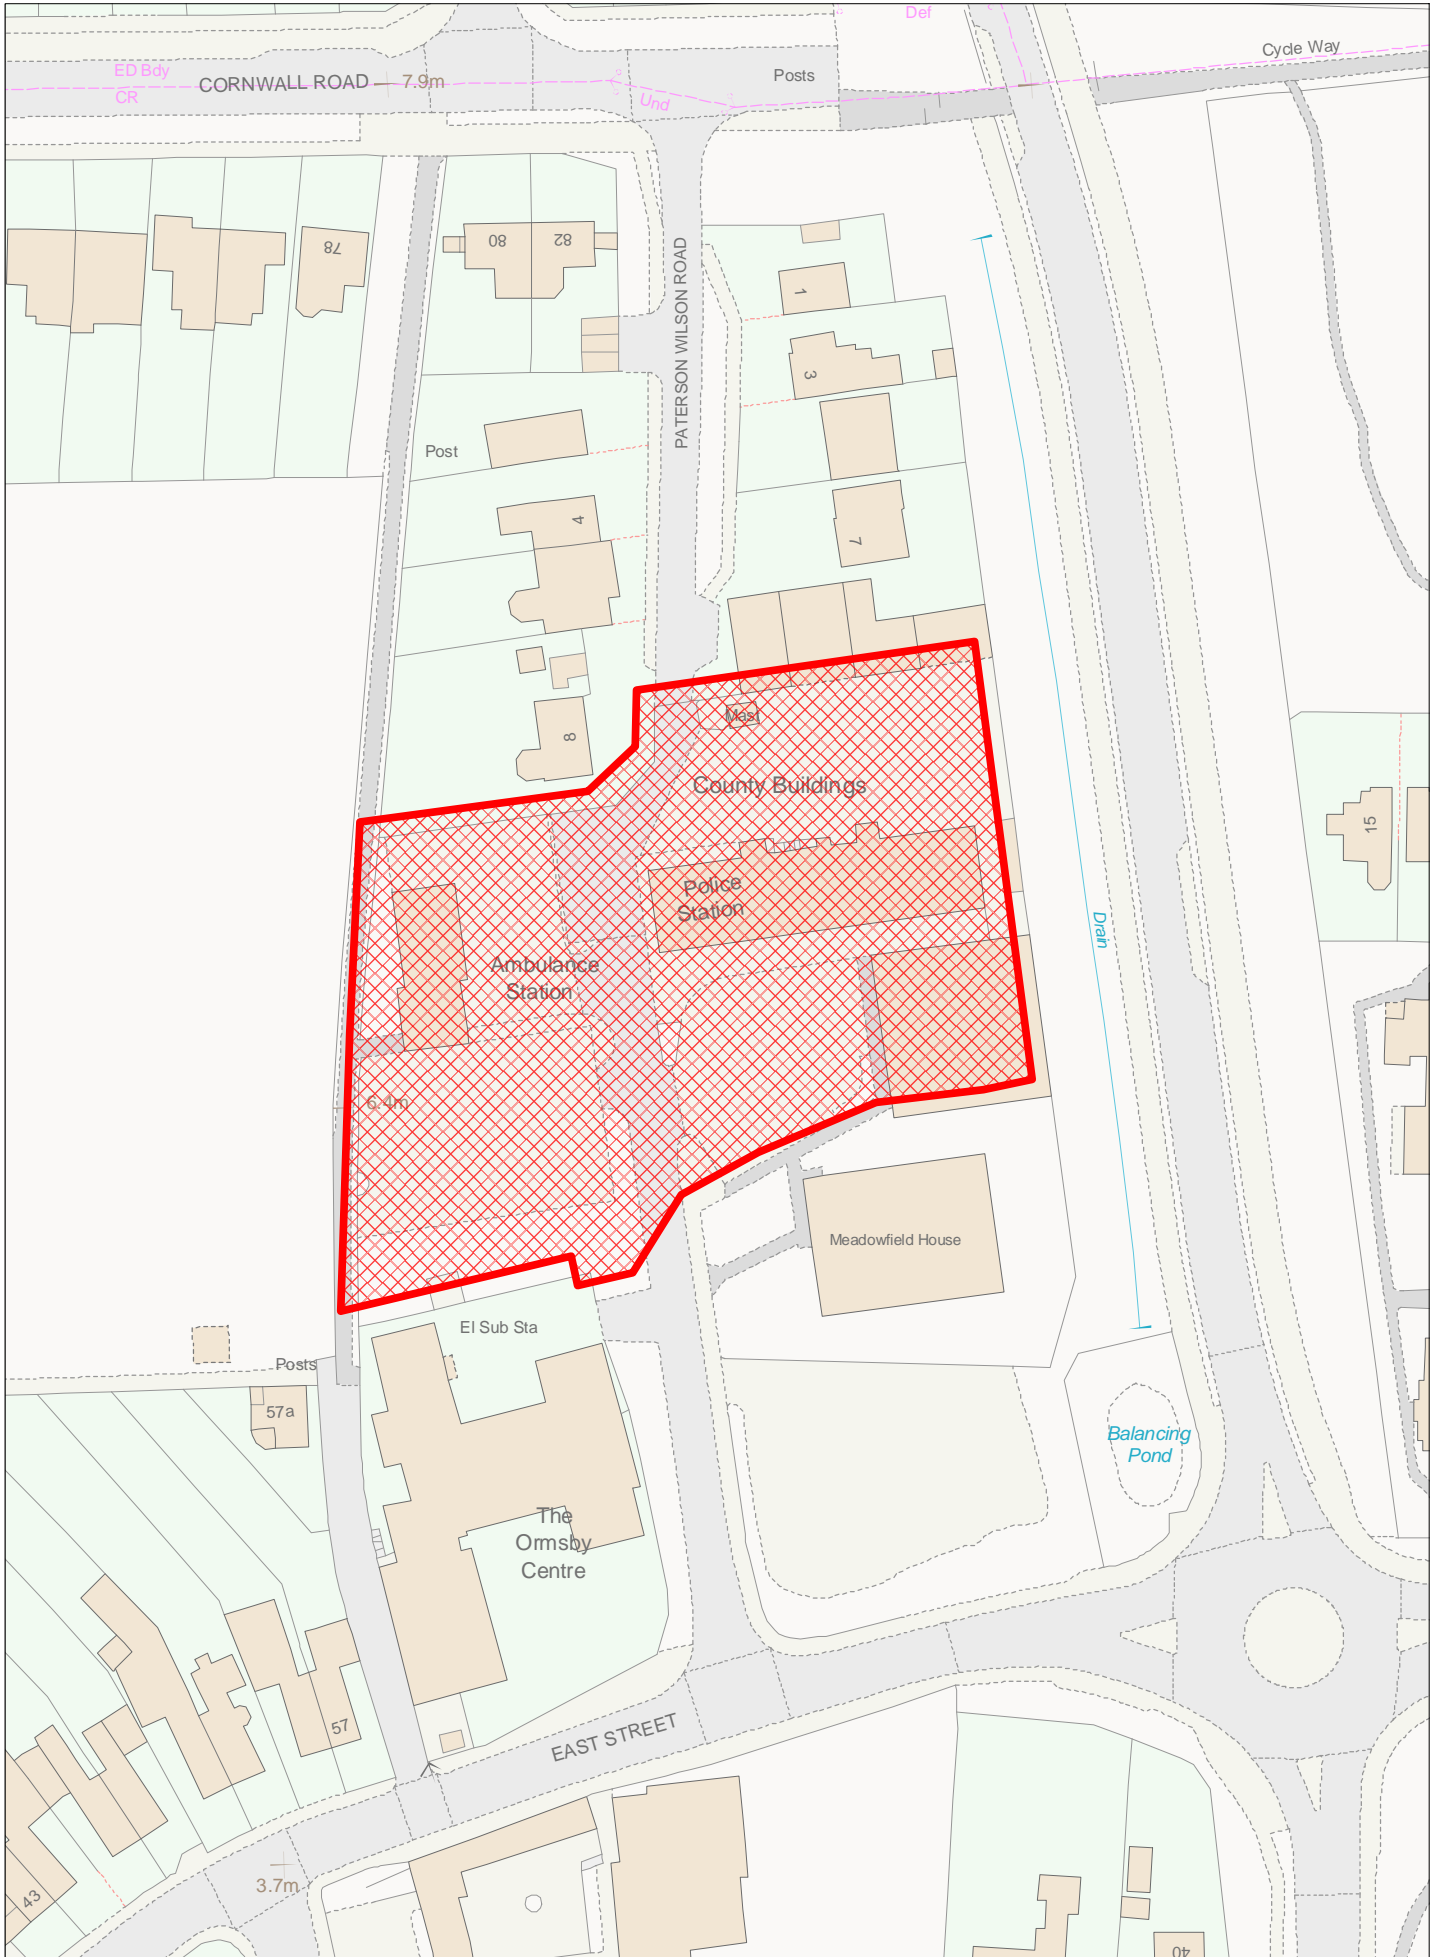 Def
Cycle Way
ED Bdy
CORNWALL ROAD
7.9m
Posts
CR
Und
78
80
82
PATERSON WILSON ROAD
1
3
Post
4
7
8
Mast
County Buildings
15
Police
Station
Drain
Ambulance
Station
6.4m
Meadowfield House
El Sub Sta
Posts
57a
Balancing
Pond
The
Ormsby
Centre
57
EAST STREET
3.7m
43
40